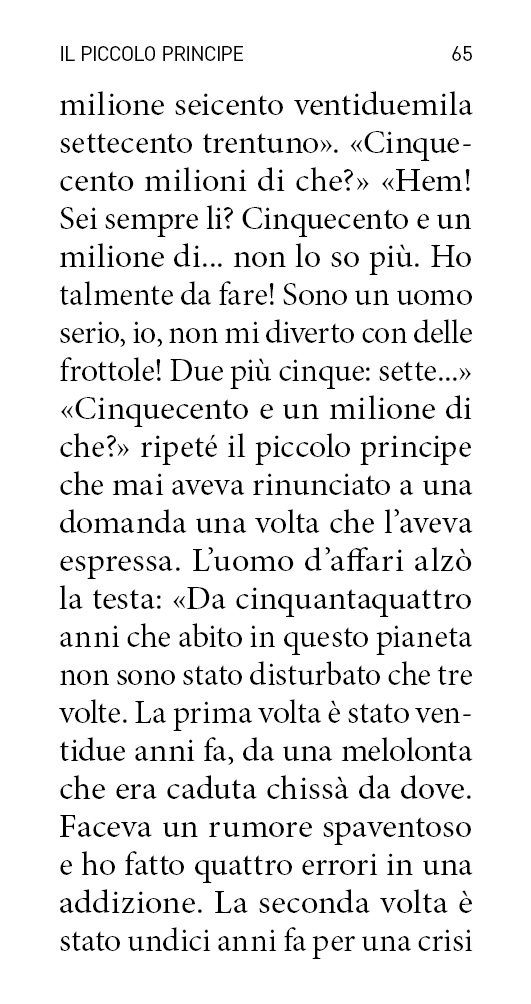 IL PICCOLO PRINCIPE 65
milione seicento ventiduemila
settecento trentuno». «Cinque-
cento milioni di che?» «Hem!
Sei sempre li? Cinquecento e un
milione di... non lo so più. Ho
talmente da fare! Sono un uomo
serio, io, non mi diverto con delle
frottole! Due più cinque: sette...»
«Cinquecento e un milione di
che?» ripeté il piccolo principe
che mai aveva rinunciato a una
domanda una volta che l’aveva
espressa. L’uomo d’affari alzò
la testa: «Da cinquantaquattro
anni che abito in questo pianeta
non sono stato disturbato che tre
volte. La prima volta è stato ven-
tidue anni fa, da una melolonta
che era caduta chissà da dove.
Faceva un rumore spaventoso
e ho fatto quattro errori in una
addizione. La seconda volta è
stato undici anni fa per una crisi